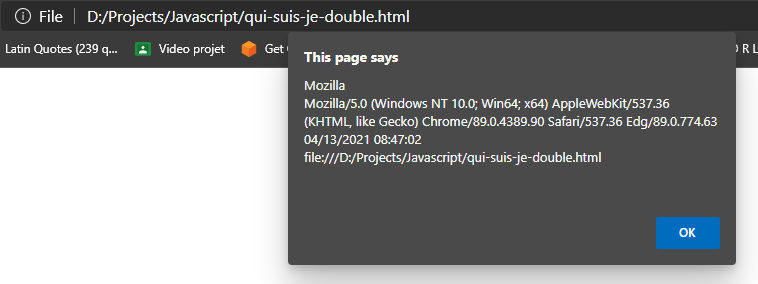 File D:/Projects/Javascript/qui-suis-je-double.html
Latin Quotes (239 q... Video projet Get
This page says
Mozilla
Mozilla/5.0 (Windows NT 10.0; Win64; x64) AppleWebKit/537.36
(KHTML, like Gecko) Chrome/89.0.4389.90 Safari/537.36 Edg/89.0.774.63
04/13/2021 08:47:02
file:///D:/Projects/Javascript/qui-suis-je-double.html
OK